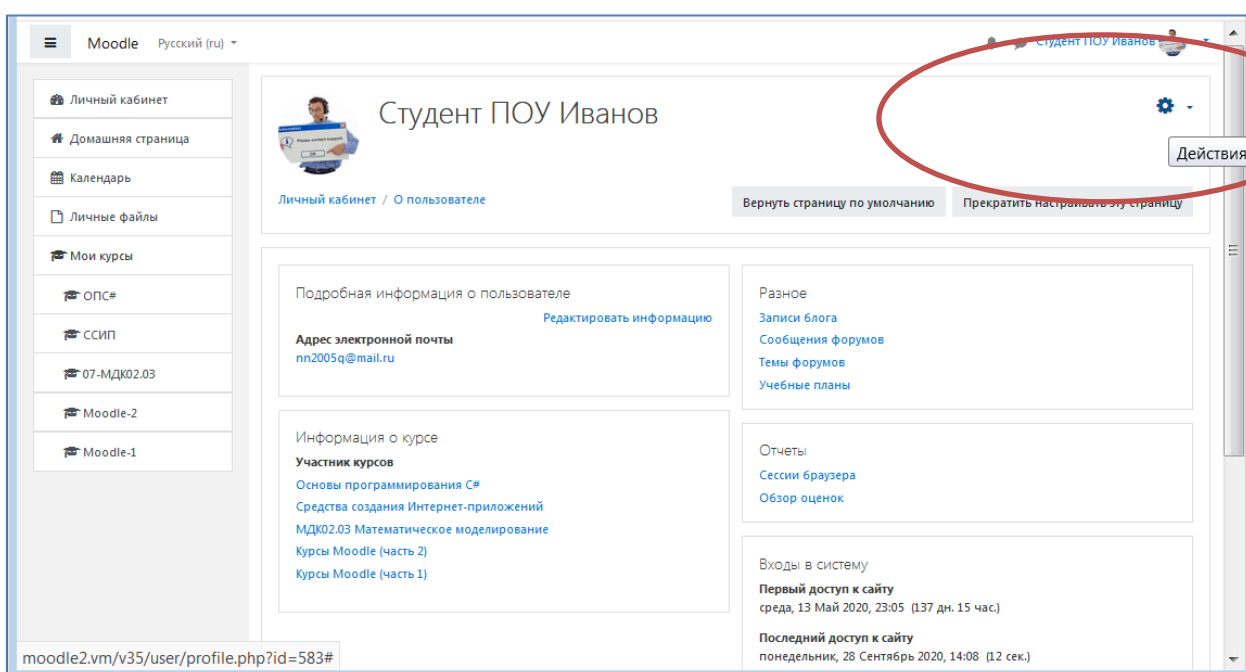 Moodle Русский (ru)
Студент ПОУ Иванов
Личный кабинет
Домашняя страница
Календарь
Личные файлы
Мои курсы
ОПС#
ССИП
07-МДК02.03
Moodle-2
Moodle-1
Студент ПОУ Иванов
Действия
Личный кабинет / О пользователе
Вернуть страницу по умолчанию
Прекратить настраивать эту страницу
Подробная информация о пользователе
Редактировать информацию
Адрес электронной почты
nn2005q@mail.ru
Информация о курсе
Участник курсов
Основы программирования C#
Средства создания Интернет-приложений
МДК02.03 Математическое моделирование
Курсы Moodle (часть 2)
Курсы Moodle (часть 1)
Разное
Записи блога
Сообщения форумов
Темы форумов
Учебные планы
Отчеты
Сессии браузера
Обзор оценок
Входы в систему
Первый доступ к сайту
среда, 13 Май 2020, 23:05 (137 дн. 15 час.)
Последний доступ к сайту
понедельник, 28 Сентябрь 2020, 14:08 (12 сек.)
moodle2.vm/v35/user/profile.php?id=583#